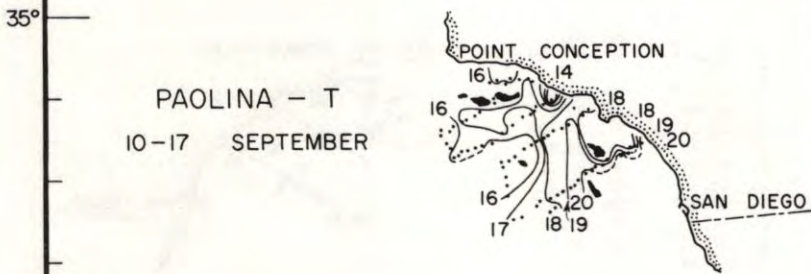 35°
POINT CONCEPTION
16 14
PAOLINA - T
16 18 18
10-17 SEPTEMBER
19
20
16 20 SAN DIEGO
17 18 19